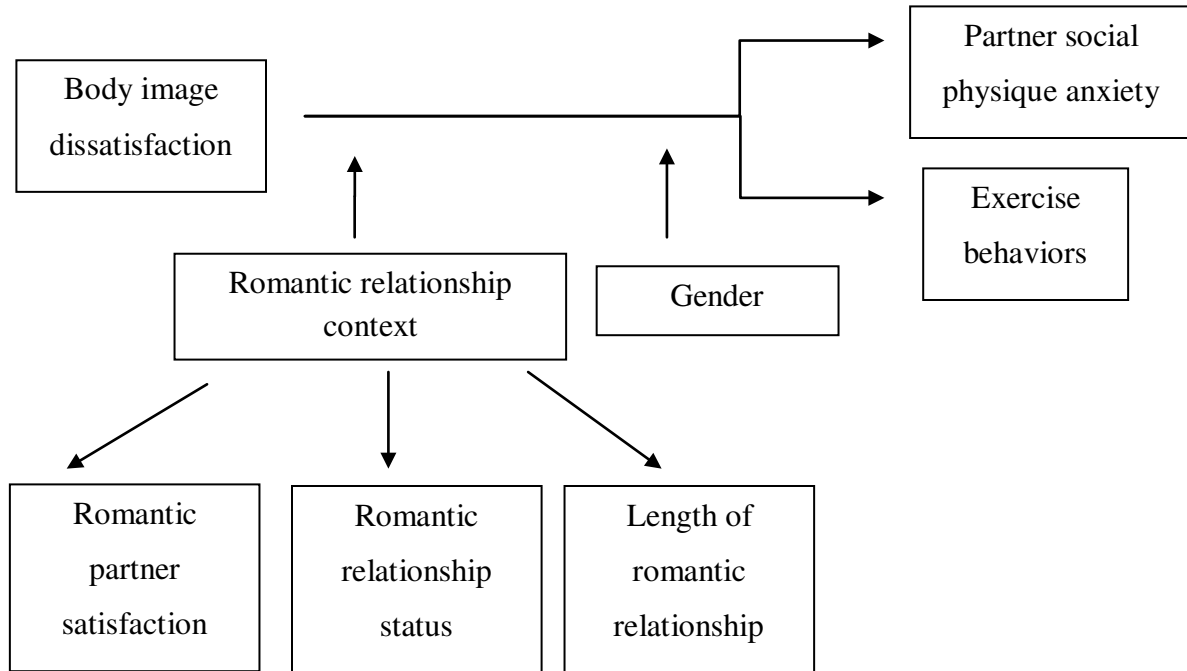 Partner social
physique anxiety
Body image
dissatisfaction
Exercise
behaviors
Romantic relationship
context
Gender
Romantic
partner
satisfaction
Romantic
relationship
status
Length of
romantic
relationship